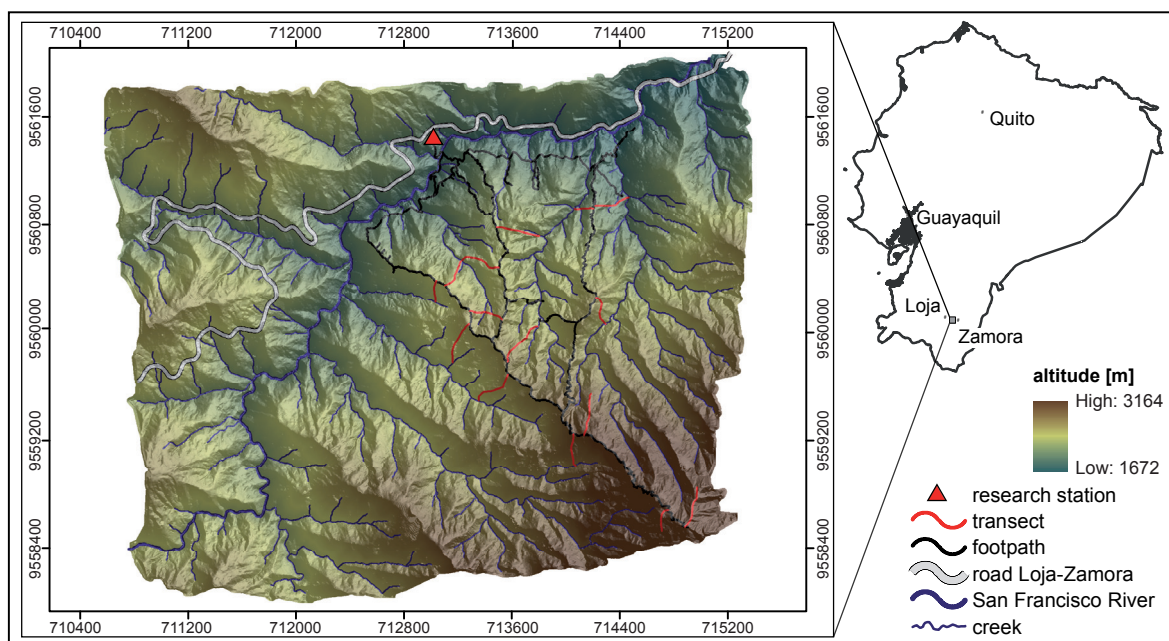 710400 711200 712000 712800 713600 714400 715200
9561600
9560800
9560000
9559200
9558400
9561600
9560800
9560000
9559200
9558400
710400 711200 712000 712800 713600 714400 715200
Quito
Guayaquil
Loja
Zamora
altitude [m]
High: 3164
Low: 1672
research station
transect
footpath
road Loja-Zamora
San Francisco River
creek